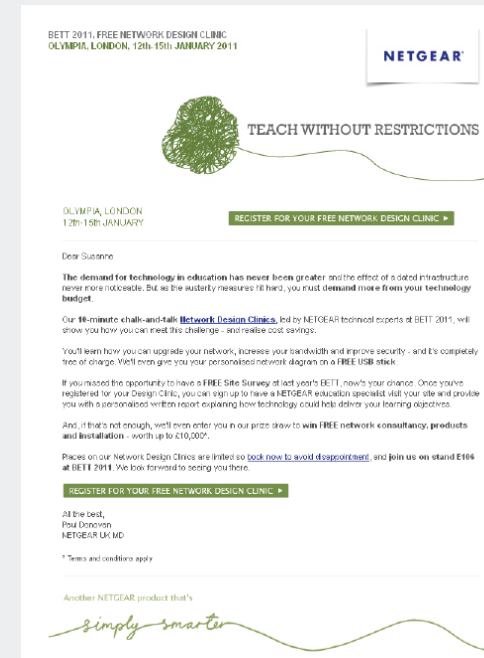 BETT 2011, FREE NETWORK DESIGN CLINIC
OLYMPIA, LONDON, 12th-15th JANUARY 2011
NETGEAR®
TEACH WITHOUT RESTRICTIONS
OLYMPIA, LONDON
12th-15th JANUARY
REGISTER FOR YOUR FREE NETWORK DESIGN CLINIC
Dear Susanne
The demand for technology in education has never been greater and the effect of a dated infrastructure
never more noticeable. But as the austerity measures hit hard, you must demand more from your technology
budget.
Our 10-minute chalk-and-talk Network Design Clinics, led by NETGEAR technical experts at BETT 2011, will
show you how you can meet this challenge - and realise cost savings.
You'll learn how you can upgrade your network, increase your bandwidth and improve security - and it's completely
free of charge. We'll even give you your personalised network diagram on a FREE USB stick.
If you missed the opportunity to have a FREE Site Survey at last year's BETT, now's your chance. Once you've
registered for your Design Clinic, you can sign up to have a NETGEAR education specialist visit your site and provide
you with a personalised written report explaining how technology could help deliver your learning objectives.
And, if that's not enough, we'll even enter you in our prize draw to win FREE network consultancy, products
and installation - worth up to £10,000*.
Places on our Network Design Clinics are limited so book now to avoid disappointment, and join us on stand E106
at BETT 2011. We look forward to seeing you there.
REGISTER FOR YOUR FREE NETWORK DESIGN CLINIC
All the best,
Paul Donovan
NETGEAR UK MD
* Terms and conditions apply
Another NETGEAR product that's
simply smarter